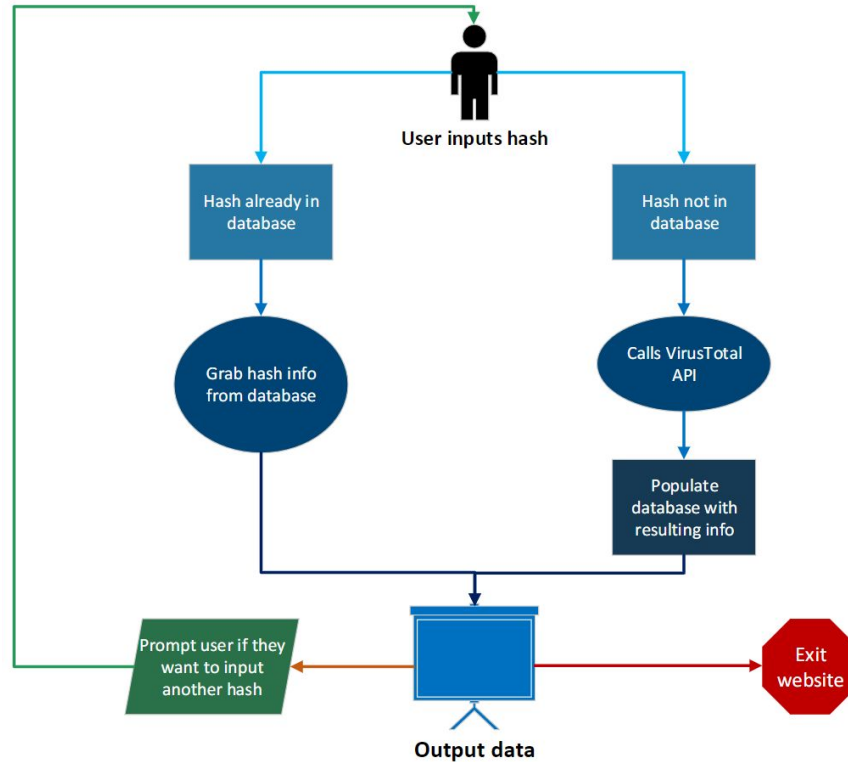 User inputs hash
Hash already in
database
Hash not in
database
Grab hash info
from database
Calls VirusTotal
API
Populate
database with
resulting info
Prompt user if they
want to input
another hash
Exit
website
Output data